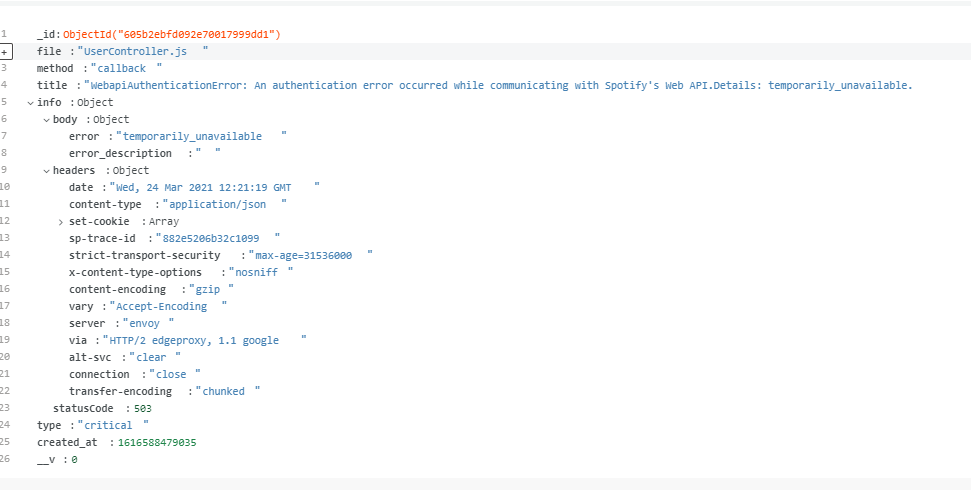 1 _id: ObjectId("605b2ebfd092e70017999dd1")
+ file : "UserController.js "
3 method : "callback "
4 title : "WebapiAuthenticationError: An authentication error occurred while communicating with Spotify's Web API.Details: temporarily_unavailable.
5 info : Object
6 body : Object
7 error : "temporarily_unavailable "
8 error_description : " "
9 headers : Object
10 date : "Wed, 24 Mar 2021 12:21:19 GMT "
11 content-type : "application/json "
12 set-cookie : Array
13 sp-trace-id : "882e5206b32c1099 "
14 strict-transport-security : "max-age=31536000 "
15 x-content-type-options : "nosniff "
16 content-encoding : "gzip "
17 vary : "Accept-Encoding "
18 server : "envoy "
19 via : "HTTP/2 edgeproxy, 1.1 google "
20 alt-svc : "clear "
21 connection : "close "
22 transfer-encoding : "chunked "
23 statusCode : 503
24 type : "critical "
25 created_at : 1616588479035
26 __v : 0